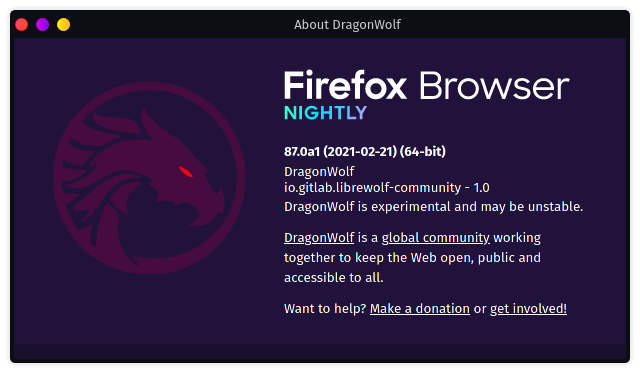 About DragonWolf
Firefox Browser
NIGHTLY
87.0a1 (2021-02-21) (64-bit)
DragonWolf
io.gitlab.librewolf-community - 1.0
DragonWolf is experimental and may be unstable.
DragonWolf is a global community working
together to keep the Web open, public and
accessible to all.
Want to help? Make a donation or get involved!